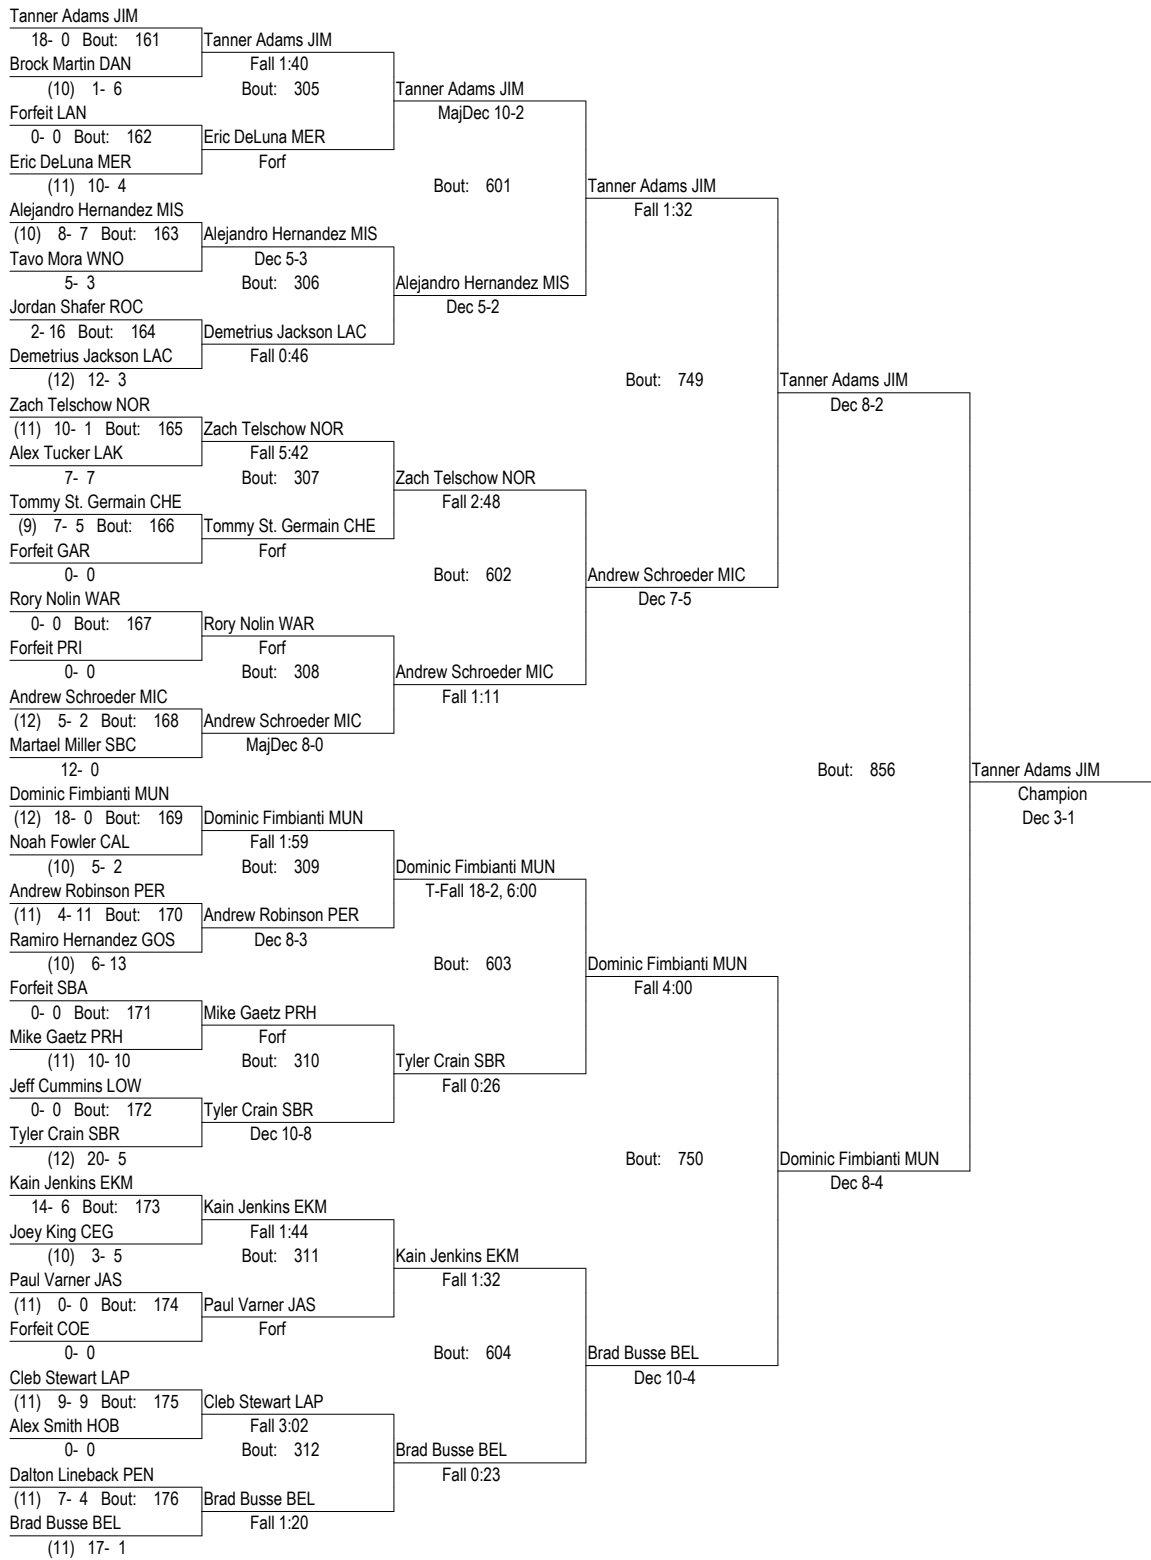 Tanner Adams JIM
18- 0 Bout: 161 Tanner Adams JIM
Brock Martin DAN Fall 1:40
(10) 1- 6 Bout: 305 Tanner Adams JIM
Forfeit LAN MajDec 10-2
0- 0 Bout: 162 Eric DeLuna MER
Eric DeLuna MER Forf
(11) 10- 4 Bout: 601 Tanner Adams JIM
Alejandro Hernandez MIS Fall 1:32
(10) 8- 7 Bout: 163 Alejandro Hernandez MIS
Tavo Mora WNO Dec 5-3
5- 3 Bout: 306 Alejandro Hernandez MIS
Jordan Shafer ROC Dec 5-2
2- 16 Bout: 164 Demetrius Jackson LAC
Demetrius Jackson LAC Fall 0:46
(12) 12- 3 Bout: 749 Tanner Adams JIM
Zach Telschow NOR Dec 8-2
(11) 10- 1 Bout: 165 Zach Telschow NOR
Alex Tucker LAK Fall 5:42
7- 7 Bout: 307 Zach Telschow NOR
Tommy St. Germain CHE Fall 2:48
(9) 7- 5 Bout: 166 Tommy St. Germain CHE
Forfeit GAR Forf
0- 0 Bout: 602 Andrew Schroeder MIC
Rory Nolin WAR Dec 7-5
0- 0 Bout: 167 Rory Nolin WAR
Forfeit PRI Forf
0- 0 Bout: 308 Andrew Schroeder MIC
Andrew Schroeder MIC Fall 1:11
(12) 5- 2 Bout: 168 Andrew Schroeder MIC
Martael Miller SBC MajDec 8-0
12- 0 Bout: 856 Tanner Adams JIM
Dominic Fimbianti MUN Champion
(12) 18- 0 Bout: 169 Dominic Fimbianti MUN Dec 3-1
Noah Fowler CAL Fall 1:59
(10) 5- 2 Bout: 309 Dominic Fimbianti MUN
Andrew Robinson PER T-Fall 18-2, 6:00
(11) 4- 11 Bout: 170 Andrew Robinson PER
Ramiro Hernandez GOS Dec 8-3
(10) 6- 13 Bout: 603 Dominic Fimbianti MUN
Forfeit SBA Fall 4:00
0- 0 Bout: 171 Mike Gaetz PRH
Mike Gaetz PRH Forf
(11) 10- 10 Bout: 310 Tyler Crain SBR
Jeff Cummins LOW Fall 0:26
0- 0 Bout: 172 Tyler Crain SBR
Tyler Crain SBR Dec 10-8
(12) 20- 5 Bout: 750 Dominic Fimbianti MUN
Kain Jenkins EKM Dec 8-4
14- 6 Bout: 173 Kain Jenkins EKM
Joey King CEG Fall 1:44
(10) 3- 5 Bout: 311 Kain Jenkins EKM
Paul Varner JAS Fall 1:32
(11) 0- 0 Bout: 174 Paul Varner JAS
Forfeit COE Forf
0- 0 Bout: 604 Brad Busse BEL
Cleb Stewart LAP Dec 10-4
(11) 9- 9 Bout: 175 Cleb Stewart LAP
Alex Smith HOB Fall 3:02
0- 0 Bout: 312 Brad Busse BEL
Dalton Lineback PEN Fall 0:23
(11) 7- 4 Bout: 176 Brad Busse BEL
Brad Busse BEL Fall 1:20
(11) 17- 1